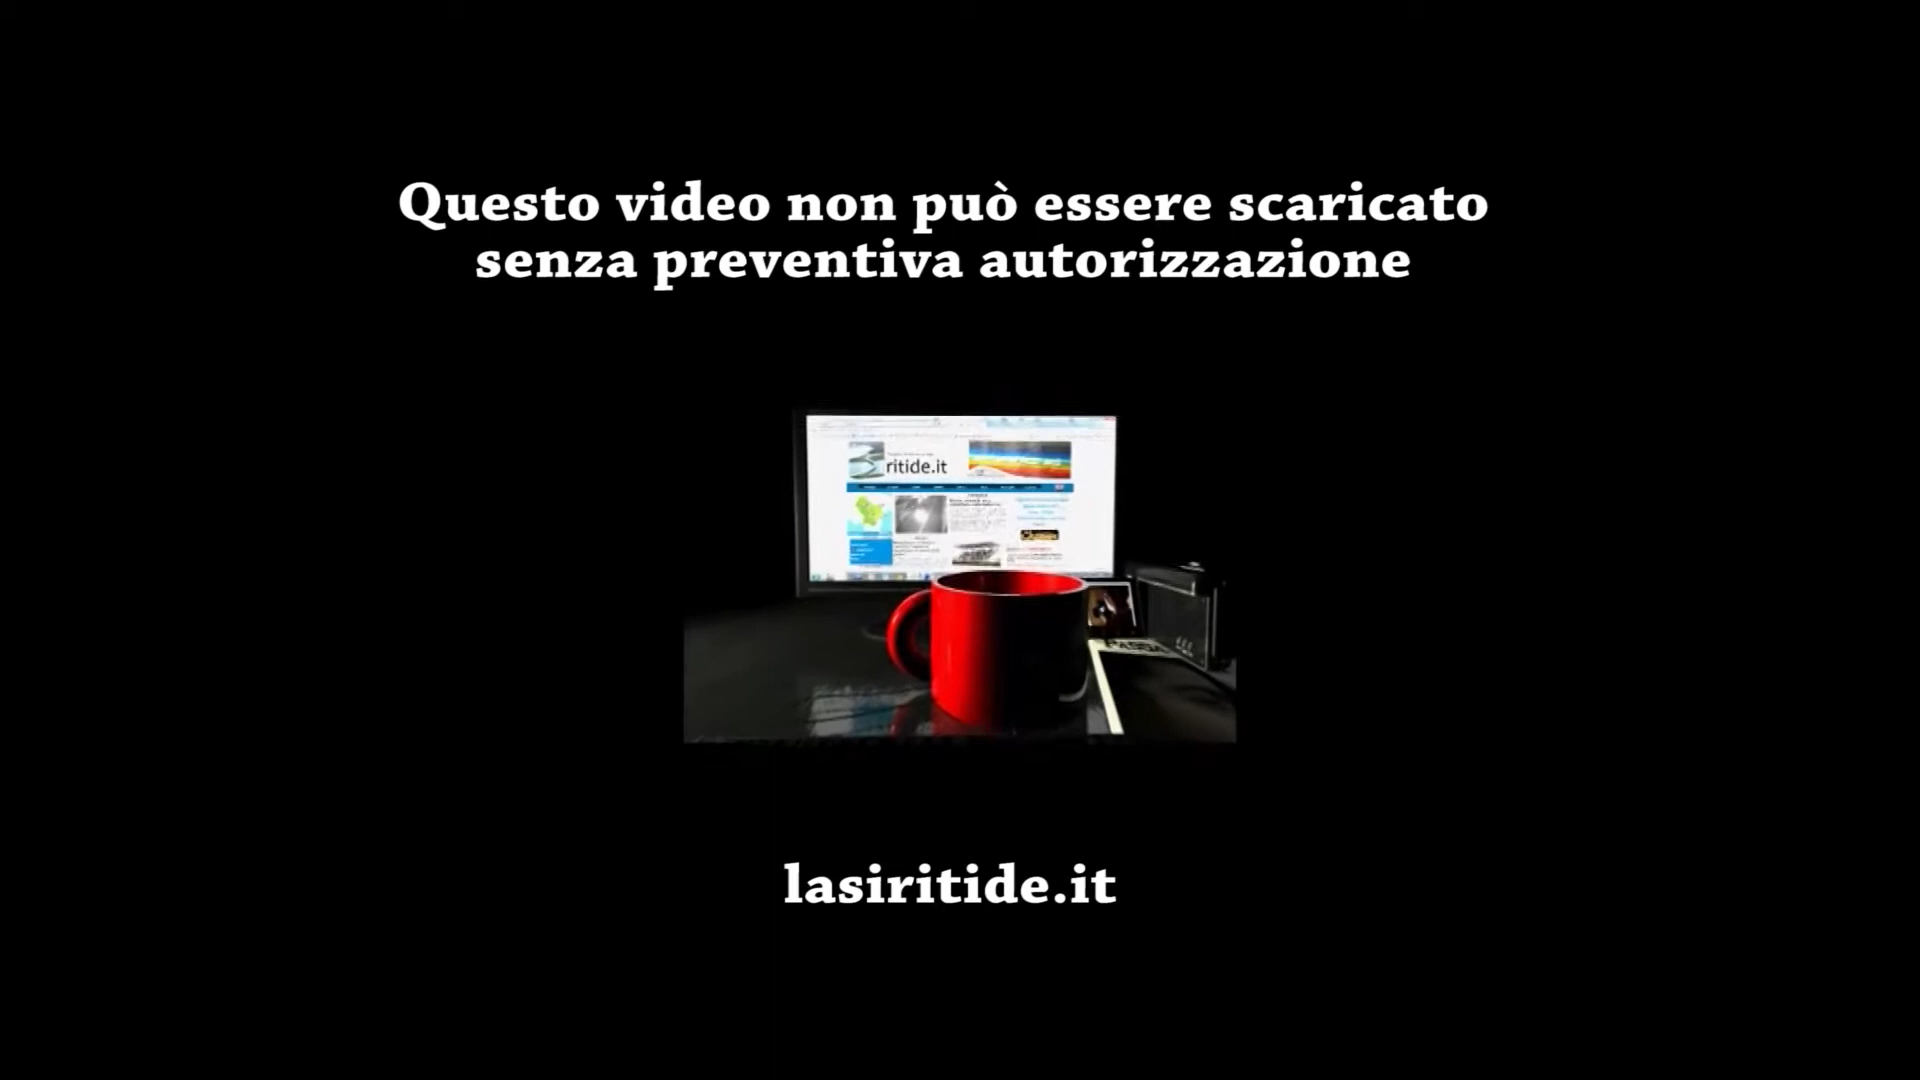 Questo video non può essere scaricato
senza preventiva autorizzazione
ritide.it
lasiritide.it